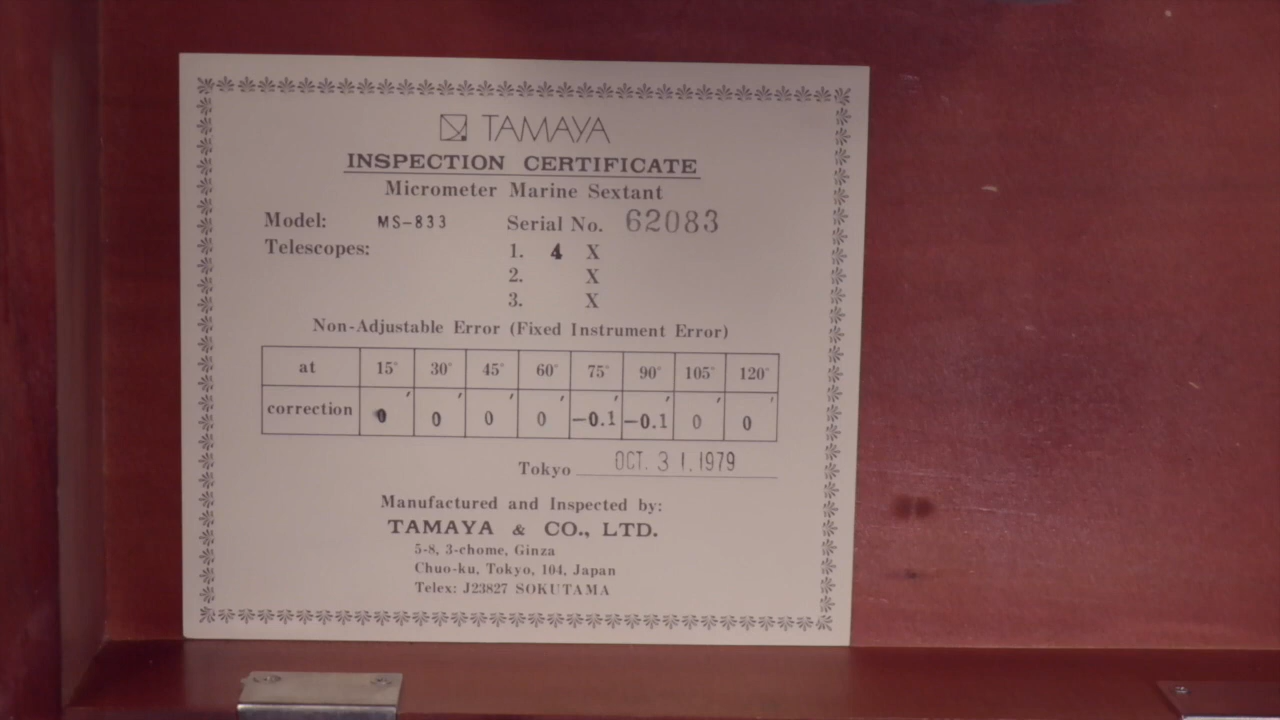 TAMAYA
INSPECTION CERTIFICATE
Micrometer Marine Sextant
Model: MS-833 Serial No. 62083
Telescopes: 1. 4 X
2. X
3. X
Non-Adjustable Error (Fixed Instrument Error)
at 15° 30° 45° 60° 75° 90° 105° 120°
correction 0′ 0′ 0′ 0′ -0.1′ -0.1′ 0′ 0′
Tokyo OCT. 31. 1979
Manufactured and Inspected by:
TAMAYA & CO., LTD.
5-8, 3-chome, Ginza
Chuo-ku, Tokyo, 104, Japan
Telex: J23827 SOKUTAMA